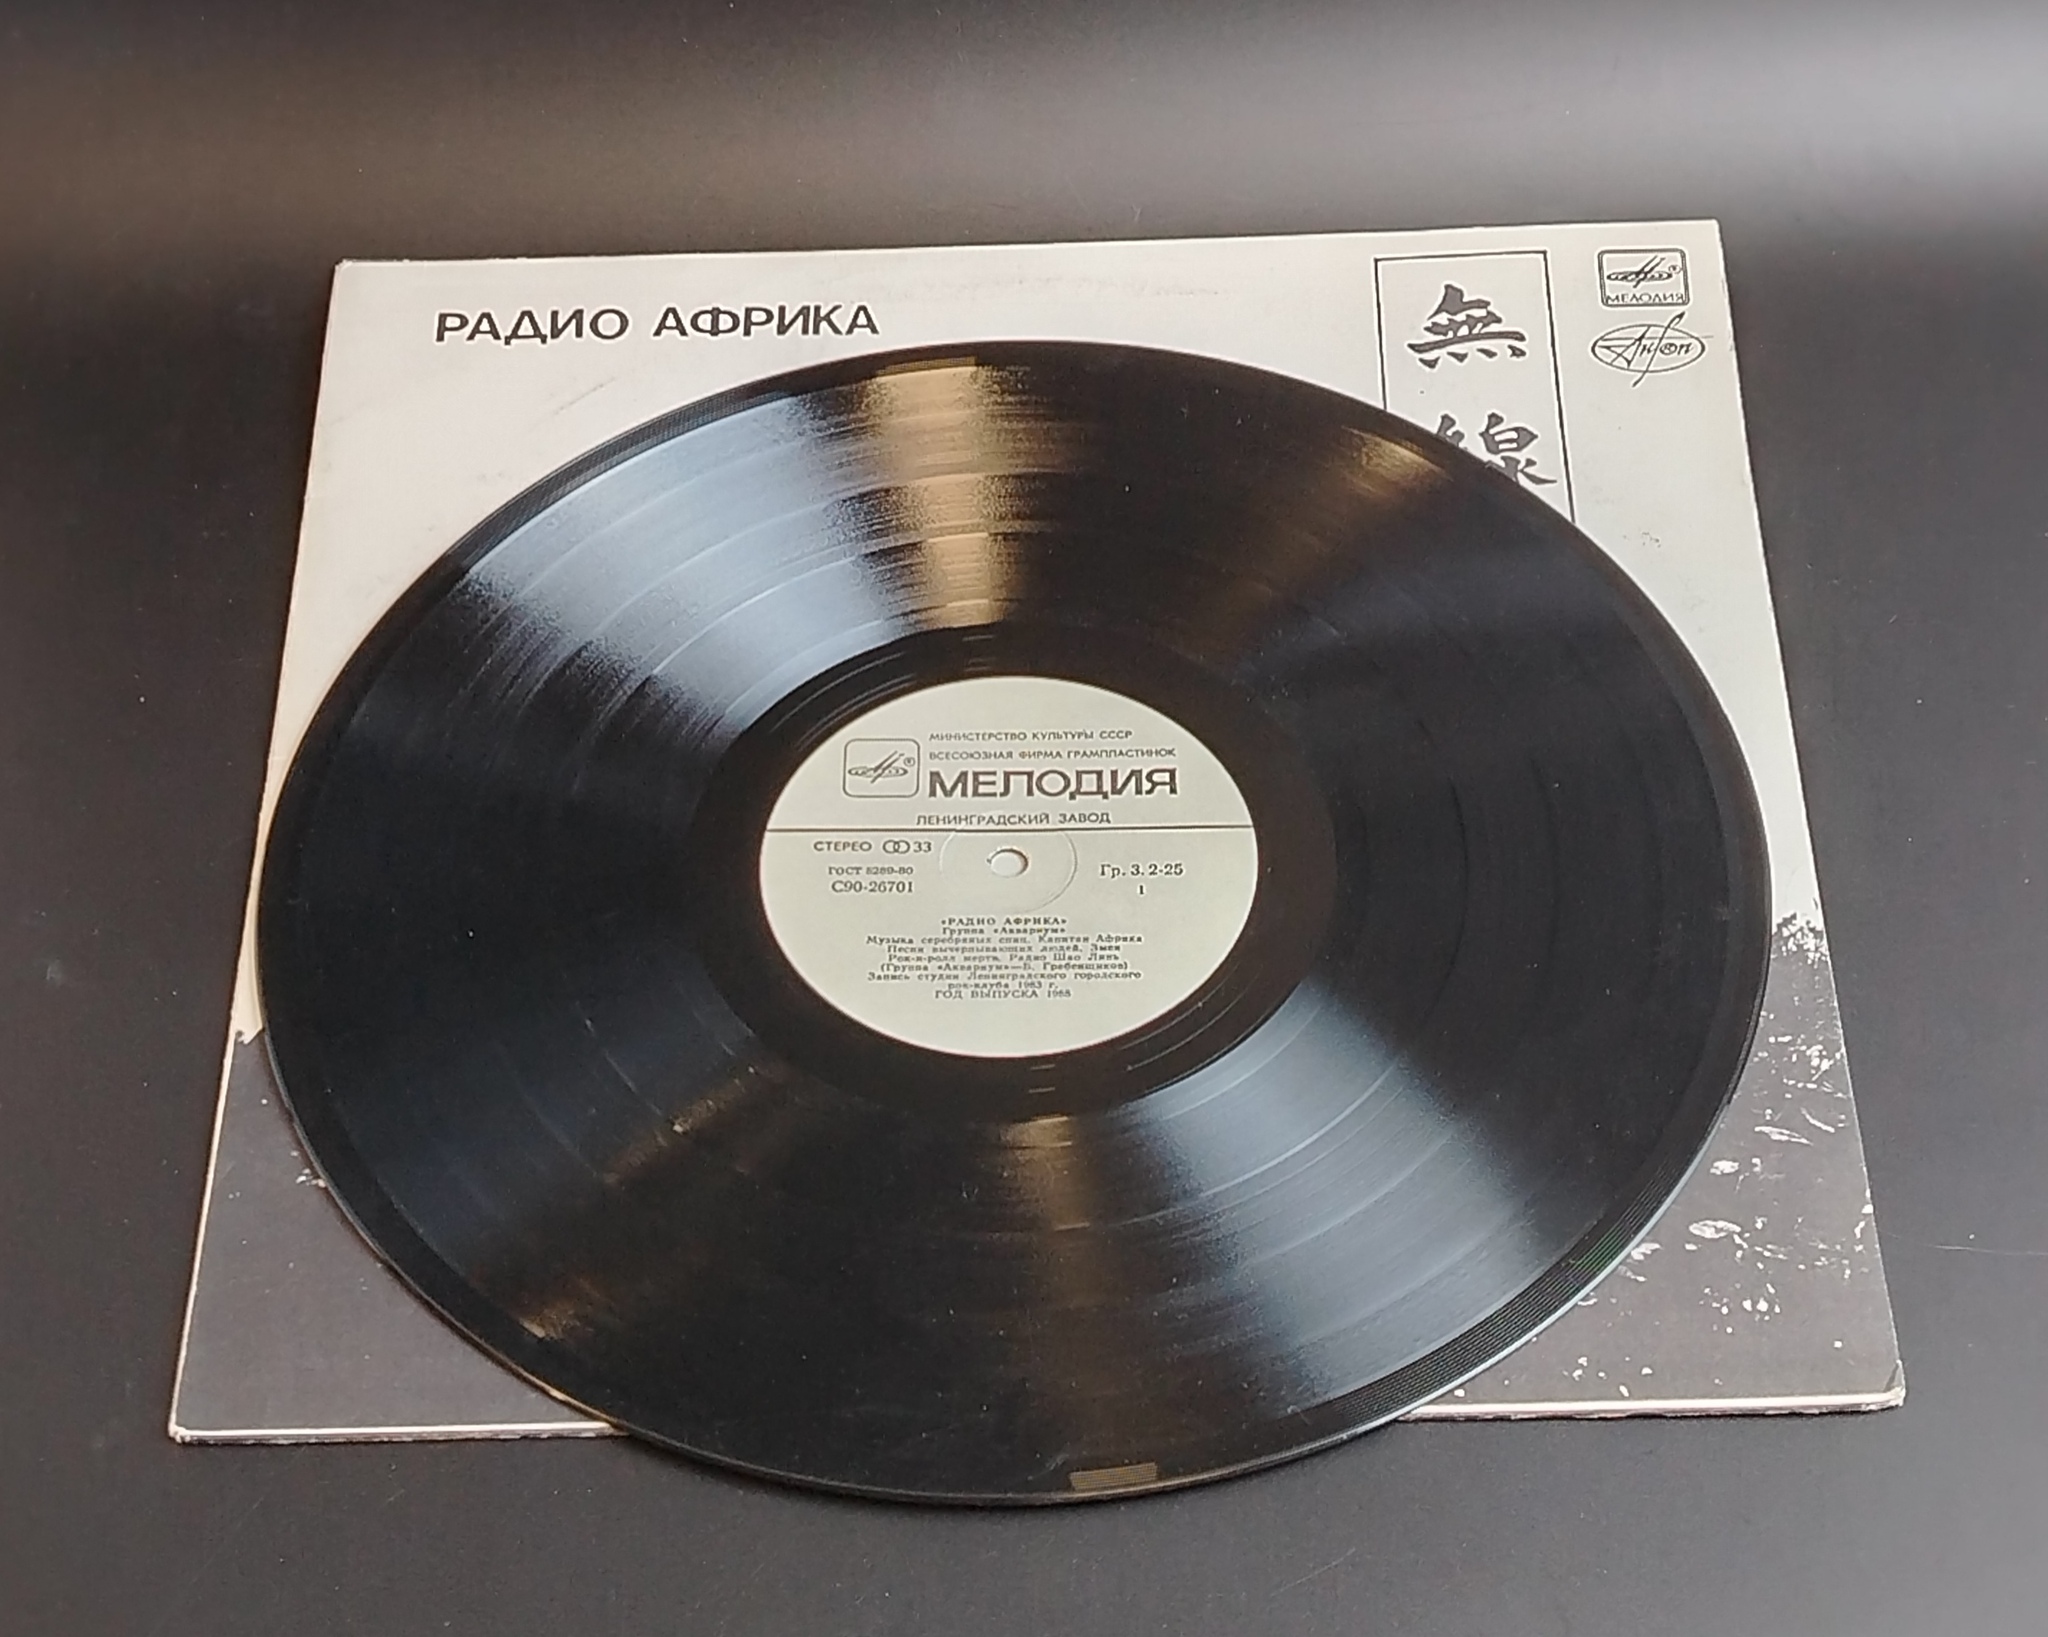 РАДИО АФРИКА
無
線
МЕЛОДИЯ
АнТроп
МИНИСТЕРСТВО КУЛЬТУРЫ СССР
ВСЕСОЮЗНАЯ ФИРМА ГРАМПЛАСТИНОК
МЕЛОДИЯ
ЛЕНИНГРАДСКИЙ ЗАВОД
СТЕРЕО 33
ГОСТ 5289-80
С90-26701
Гр. 3. 2-25
1
«РАДИО АФРИКА»
Группа «Аквариум»
Музыка серебряных спиц. Капитан Африка
Песни вычерпывающих людей. Змея
Рок-н-ролл мертв. Радио Шао Линь
(Группа «Аквариум»—Б. Гребенщиков)
Запись студии Ленинградского городского
рок-клуба 1983 г.
ГОД ВЫПУСКА 1988